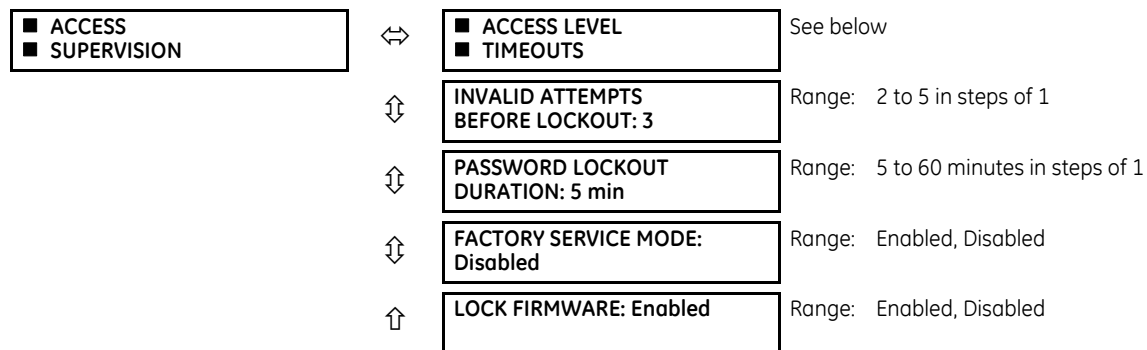 ■ ACCESS
■ SUPERVISION
■ ACCESS LEVEL
■ TIMEOUTS
See below
INVALID ATTEMPTS
BEFORE LOCKOUT: 3
Range: 2 to 5 in steps of 1
PASSWORD LOCKOUT
DURATION: 5 min
Range: 5 to 60 minutes in steps of 1
FACTORY SERVICE MODE:
Disabled
Range: Enabled, Disabled
LOCK FIRMWARE: Enabled
Range: Enabled, Disabled